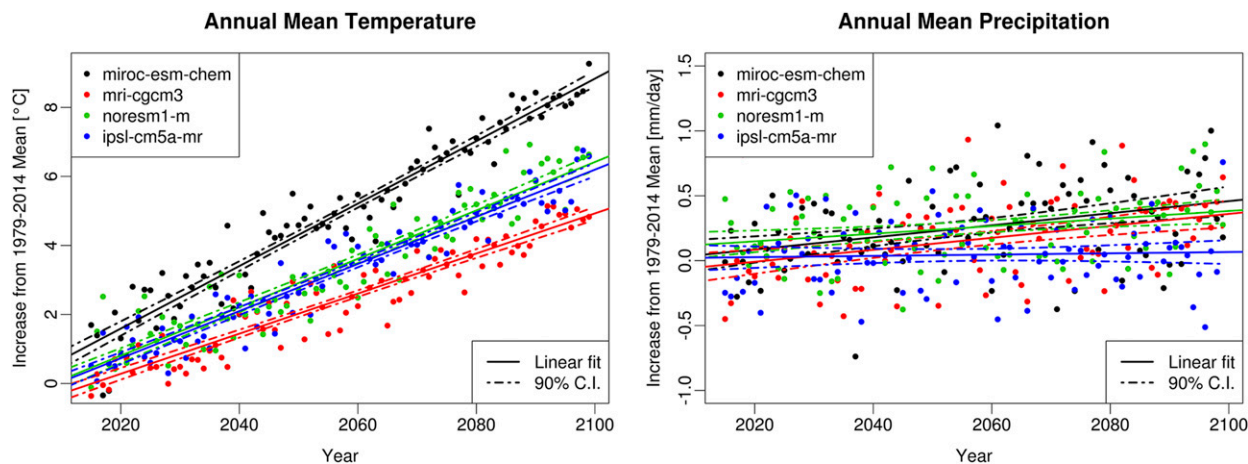 Annual Mean Temperature
Increase from 1979-2014 Mean [°C]
8
6
4
2
0
miroc-esm-chem
mri-cgcm3
noresm1-m
ipsl-cm5a-mr
Linear fit
90% C.I.
2020 2040 2060 2080 2100
Year
Annual Mean Precipitation
Increase from 1979-2014 Mean [mm/day]
1.5
1.0
0.5
0.0
-0.5
-1.0
miroc-esm-chem
mri-cgcm3
noresm1-m
ipsl-cm5a-mr
Linear fit
90% C.I.
2020 2040 2060 2080 2100
Year